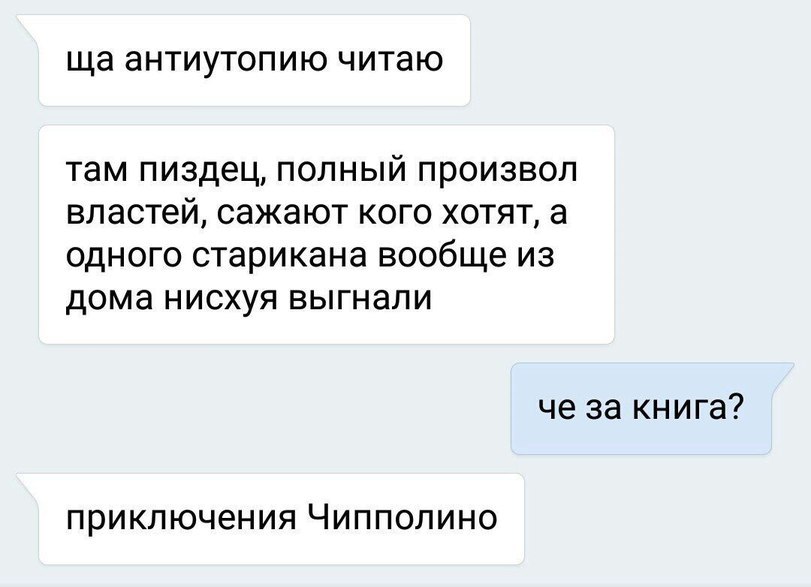 ща антиутопию читаю
там пиздец, полный произвол
властей, сажают кого хотят, а
одного старикана вообще из
дома нисхуя выгнали
че за книга?
приключения Чипполино